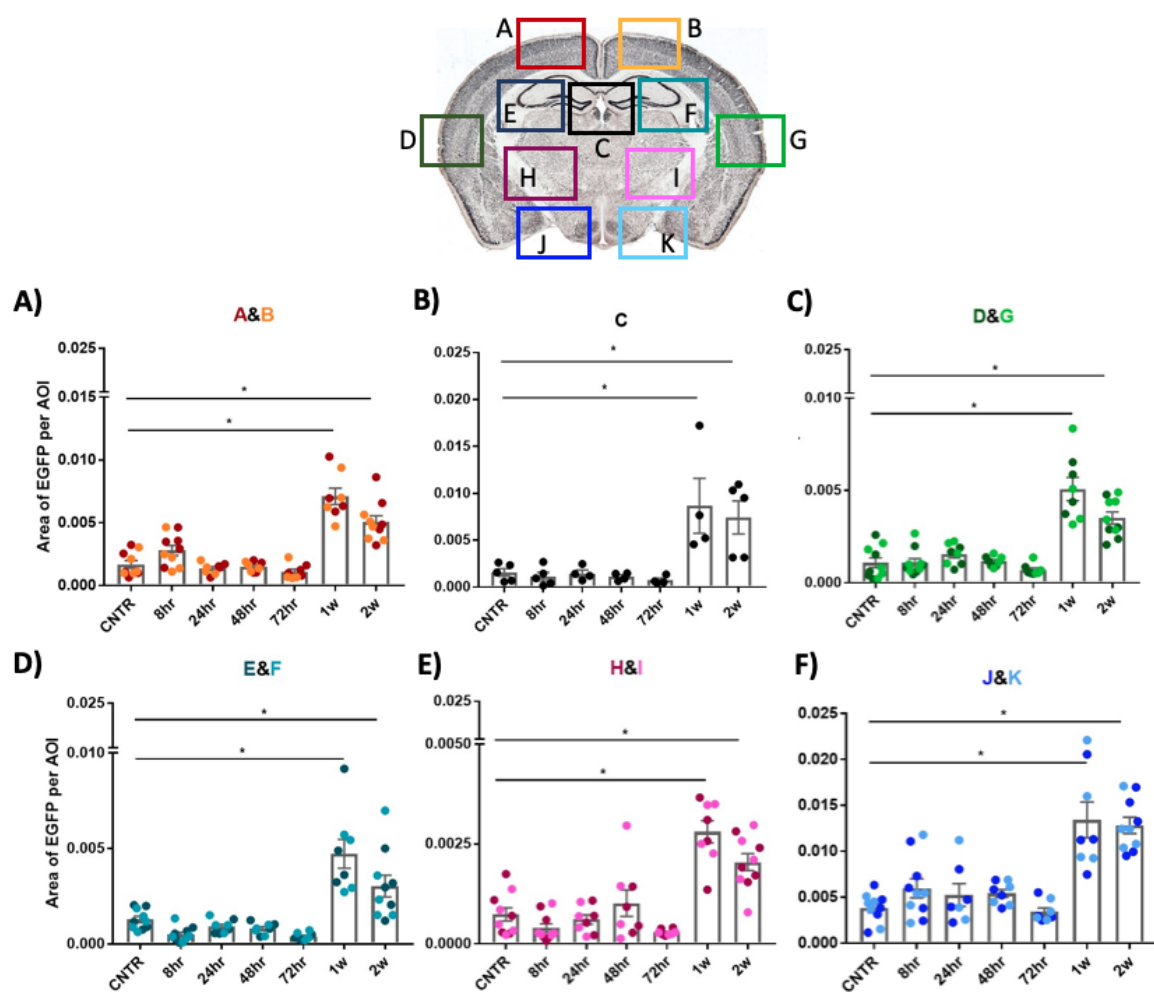 A
B
E
F
D
C
G
H
I
J
K
A)
A&B
Area of EGFP per AOI
0.025
0.015
0.010
0.005
0.000
*
*
CNTR
8hr
24hr
48hr
72hr
1w
2w
B)
C
0.025
0.020
0.015
0.010
0.005
0.000
*
*
CNTR
8hr
24hr
48hr
72hr
1w
2w
C)
D&G
0.025
0.010
0.005
0.000
*
*
CNTR
8hr
24hr
48hr
72hr
1w
2w
D)
E&F
Area of EGFP per AOI
0.025
0.010
0.005
0.000
*
*
CNTR
8hr
24hr
48hr
72hr
1w
2w
E)
H&I
0.025
0.0050
0.0025
0.0000
*
*
CNTR
8hr
24hr
48hr
72hr
1w
2w
F)
J&K
0.025
0.020
0.015
0.010
0.005
0.000
*
*
CNTR
8hr
24hr
48hr
72hr
1w
2w